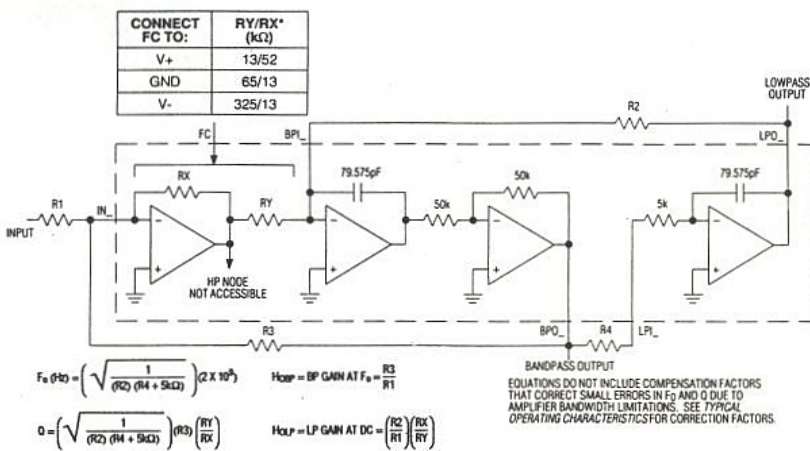 CONNECT FC TO: RY/RX* (kΩ)
V+ 13/52
GND 65/13
V- 325/13
LOWPASS OUTPUT
R2
FC BPI_ LPO_
RX 79.575pF 50k 79.575pF
R1 IN_ RY 50k 5k
INPUT
− − − −
+ + + +
HP NODE
NOT ACCESSIBLE
R3 BPO_ R4 LPI_
BANDPASS OUTPUT
F₀ (Hz) = (√ 1 / (R2) (R4 + 5kΩ)) (2 X 10⁹) H₀BP = BP GAIN AT F₀ = R3 / R1
Q = (√ 1 / (R2) (R4 + 5kΩ)) (R3) (RY / RX) H₀LP = LP GAIN AT DC = (R2 / R1) (RX / RY)
EQUATIONS DO NOT INCLUDE COMPENSATION FACTORS
THAT CORRECT SMALL ERRORS IN F₀ AND Q DUE TO
AMPLIFIER BANDWIDTH LIMITATIONS. SEE TYPICAL
OPERATING CHARACTERISTICS FOR CORRECTION FACTORS.